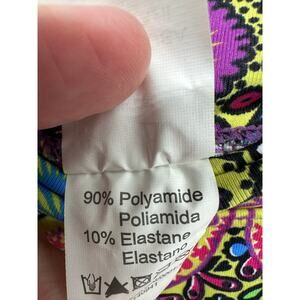 90% Polyamide
Poliamida
10% Elastane
Elastano